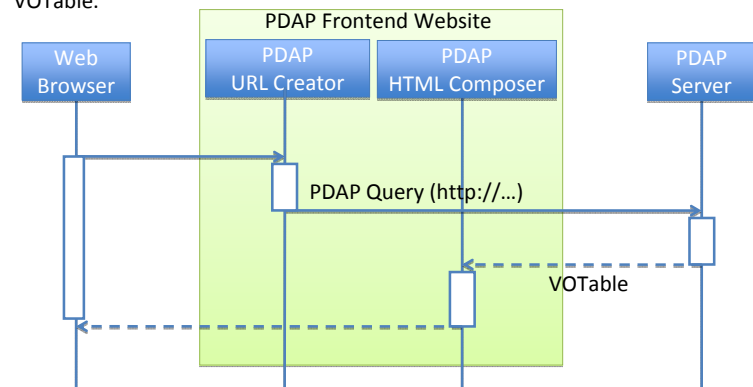 VOTable.
PDAP Frontend Website
Web
Browser
PDAP
URL Creator
PDAP
HTML Composer
PDAP
Server
PDAP Query (http://…)
VOTable